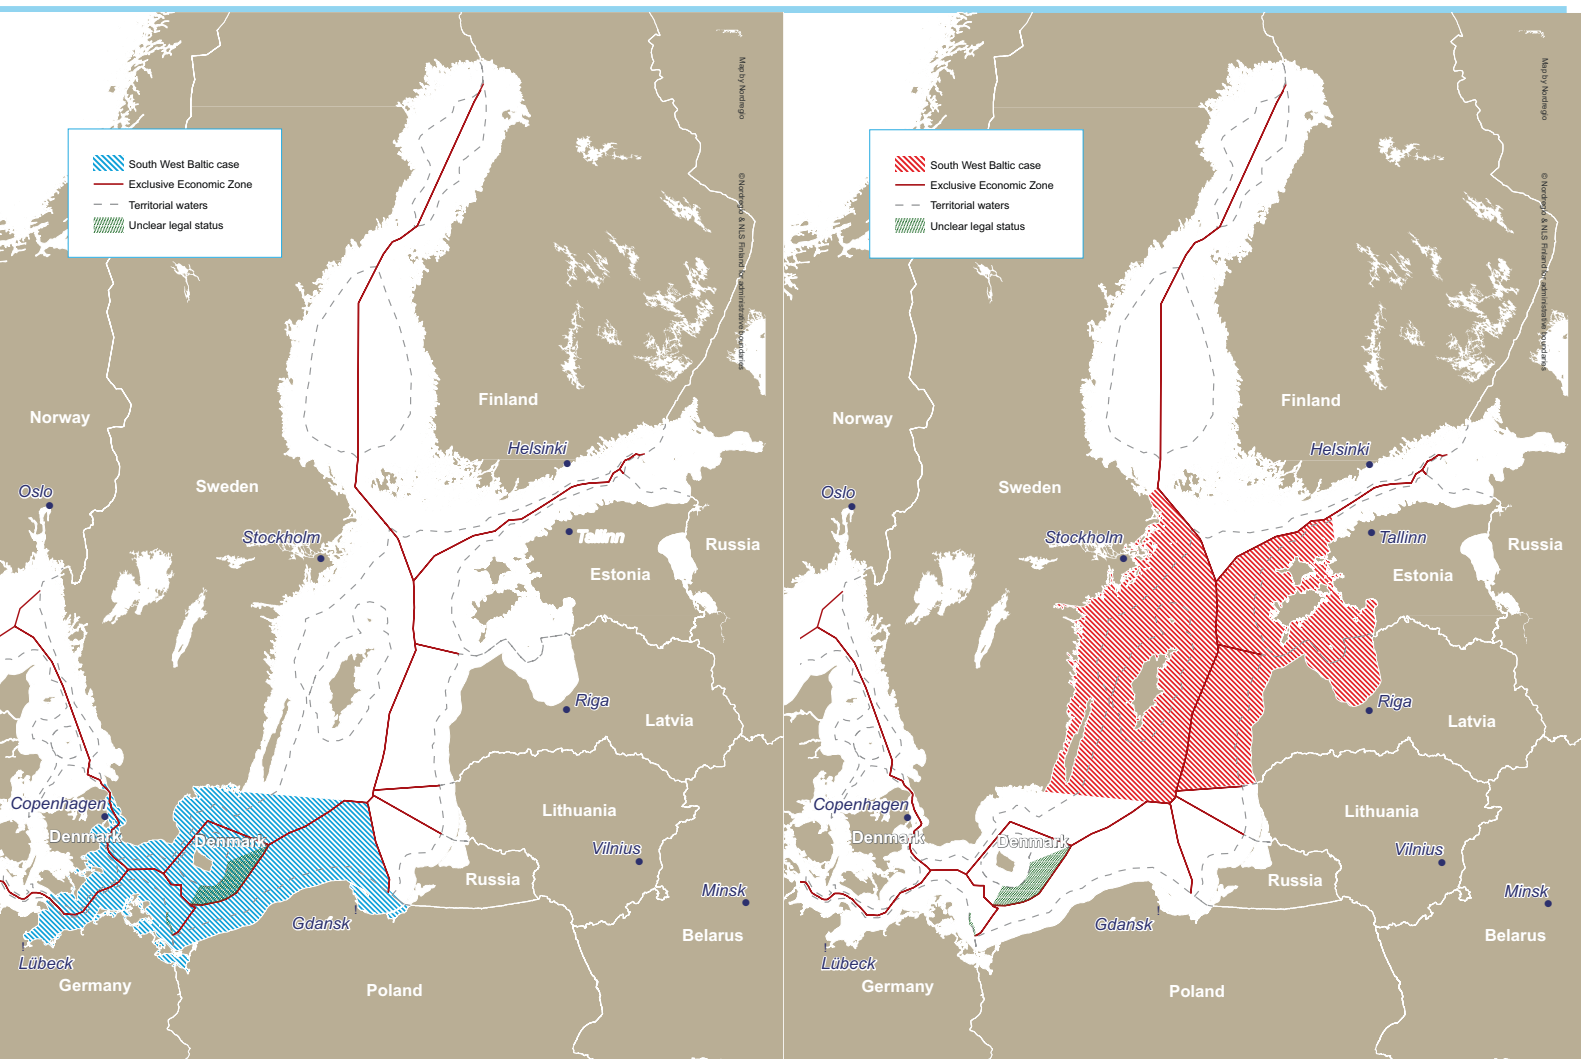 South West Baltic case
Exclusive Economic Zone
Territorial waters
Unclear legal status
Map by Nordregio
© Nordregio & NLS Finland for administrative boundaries
Norway
Finland
Helsinki
Oslo
Sweden
Stockholm
Tallinn
Russia
Estonia
Riga
Latvia
Copenhagen
Denmark
Denmark
Lithuania
Vilnius
Russia
Minsk
Gdansk
Belarus
Lübeck
Germany
Poland
South West Baltic case
Exclusive Economic Zone
Territorial waters
Unclear legal status
Map by Nordregio
© Nordregio & NLS Finland for administrative boundaries
Norway
Finland
Helsinki
Oslo
Sweden
Stockholm
Tallinn
Russia
Estonia
Riga
Latvia
Copenhagen
Denmark
Denmark
Lithuania
Vilnius
Russia
Minsk
Gdansk
Belarus
Lübeck
Germany
Poland